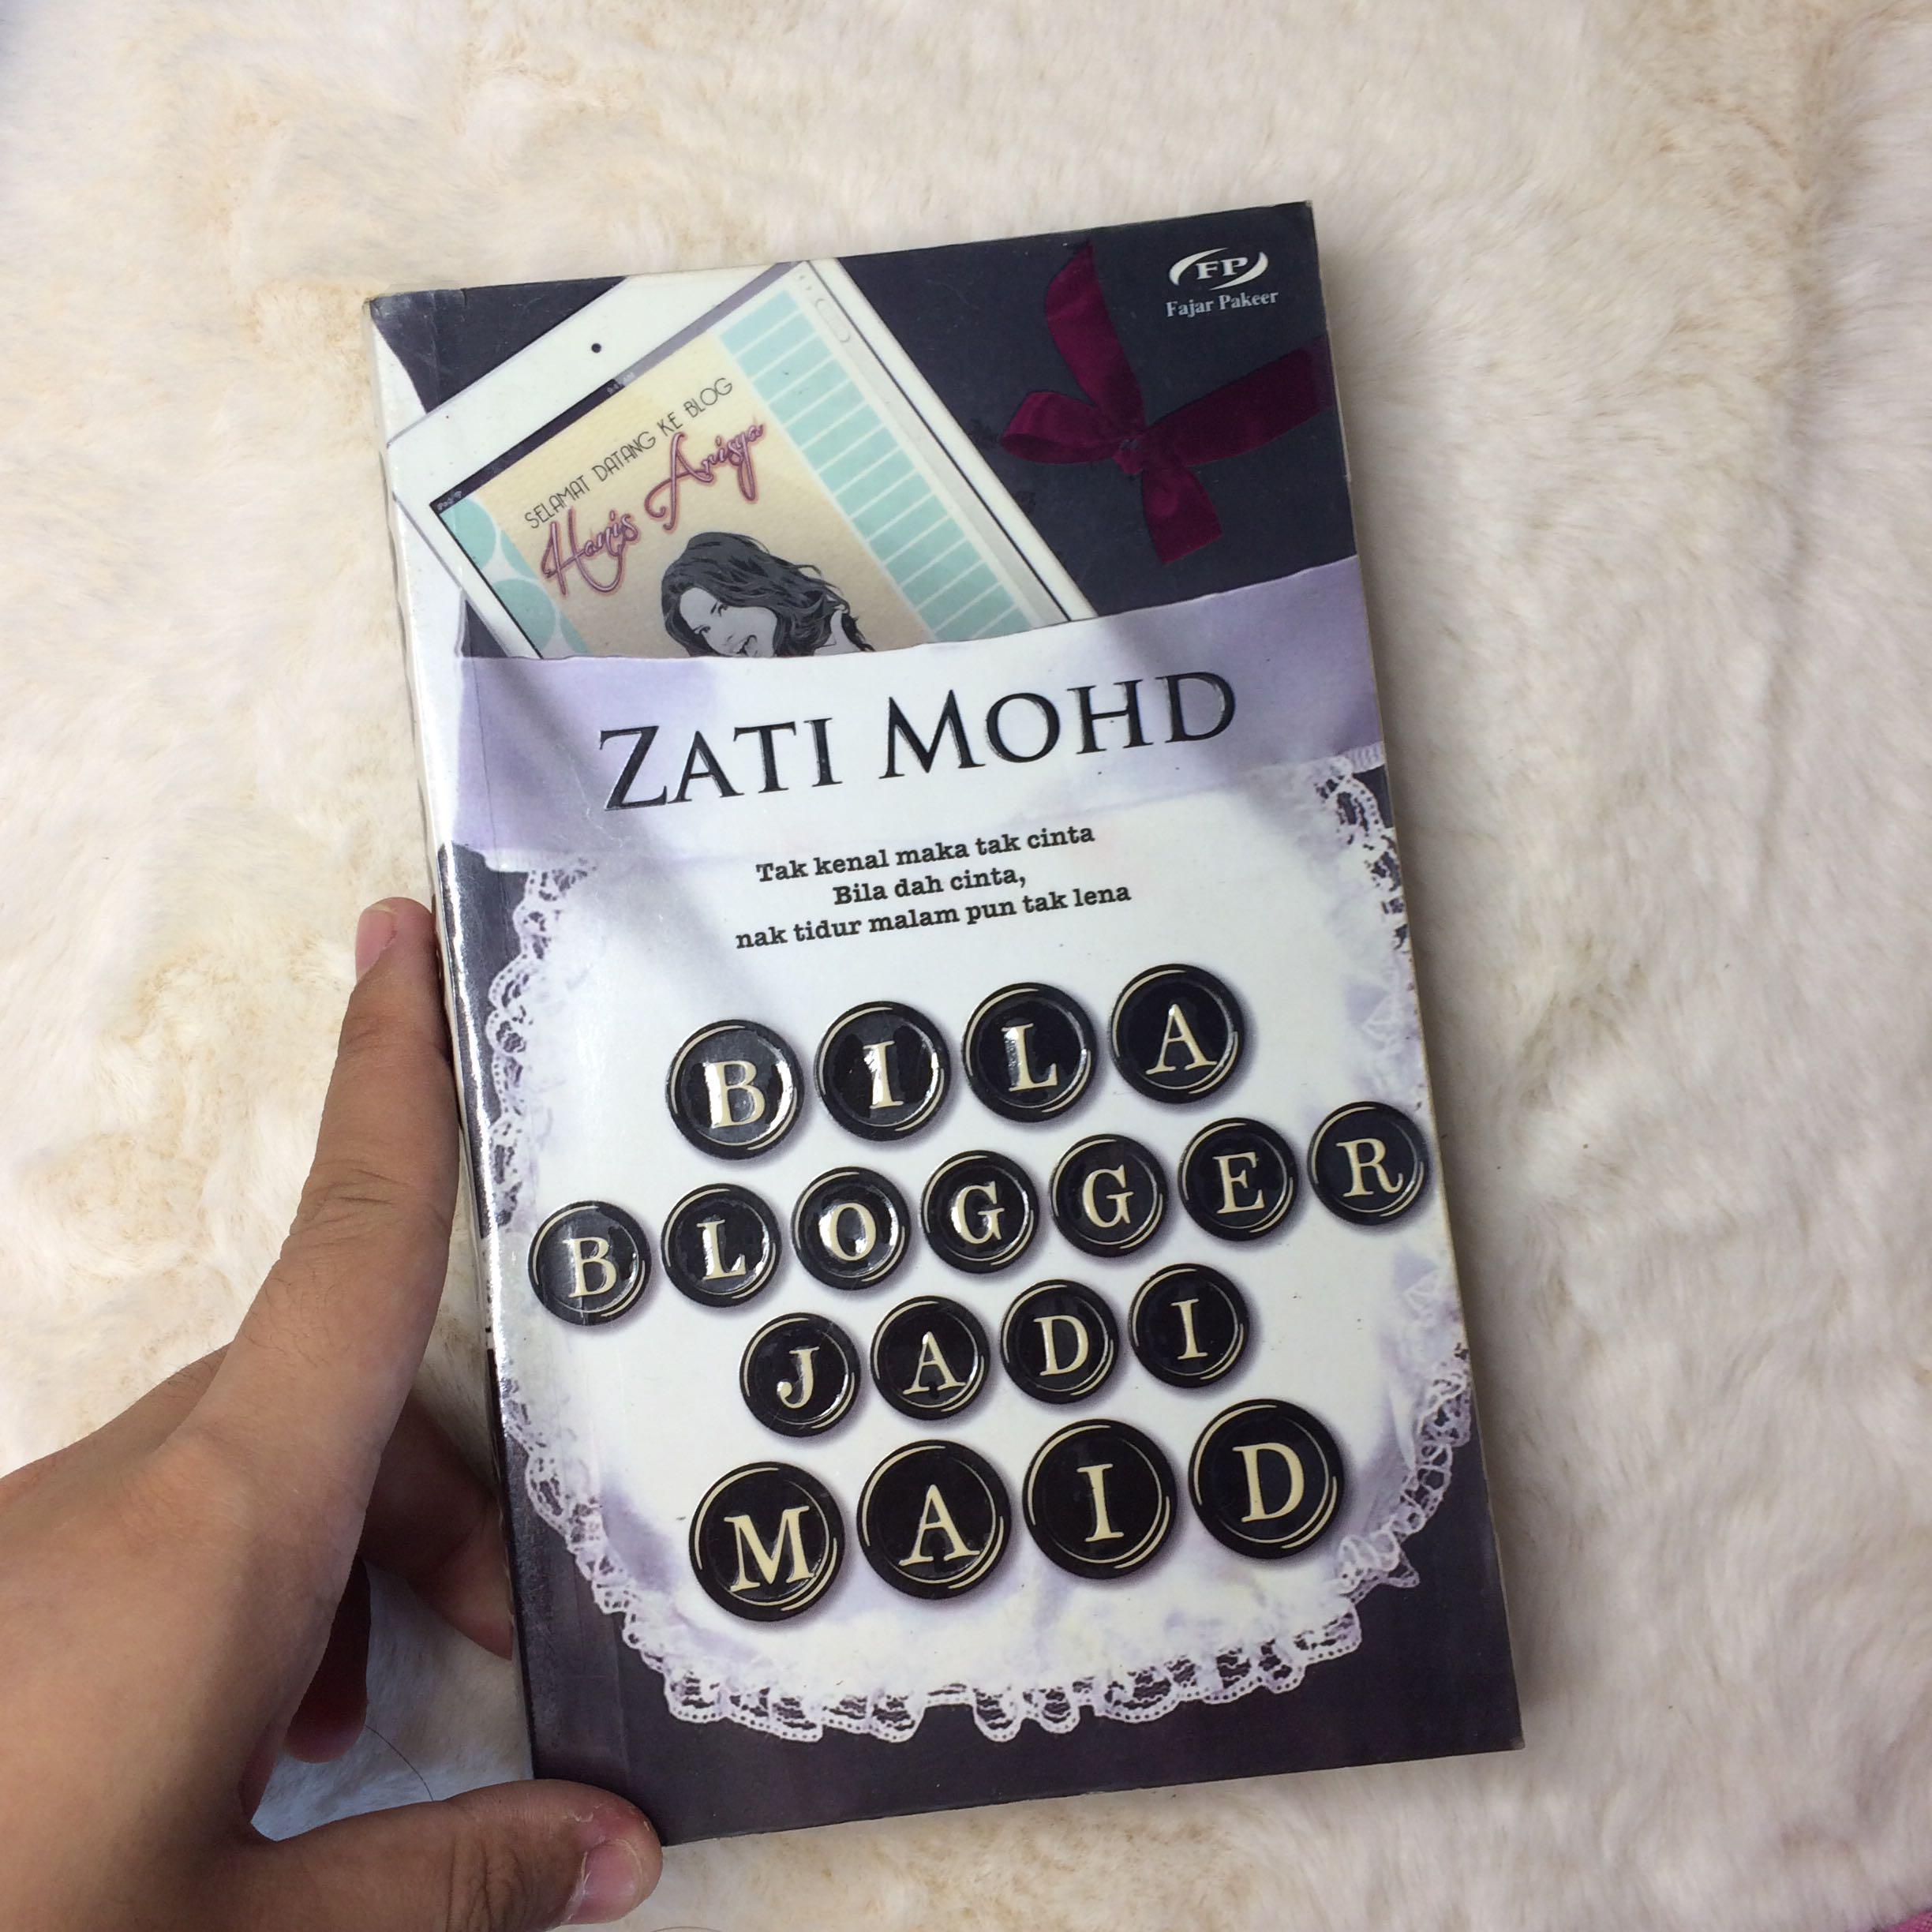 FP
Fajar Pakeer
SELAMAT DATANG KE BLOG
Hanis Anisya
ZATI MOHD
Tak kenal maka tak cinta
Bila dah cinta,
nak tidur malam pun tak lena
BILA
BLOGGER
JADI
MAID